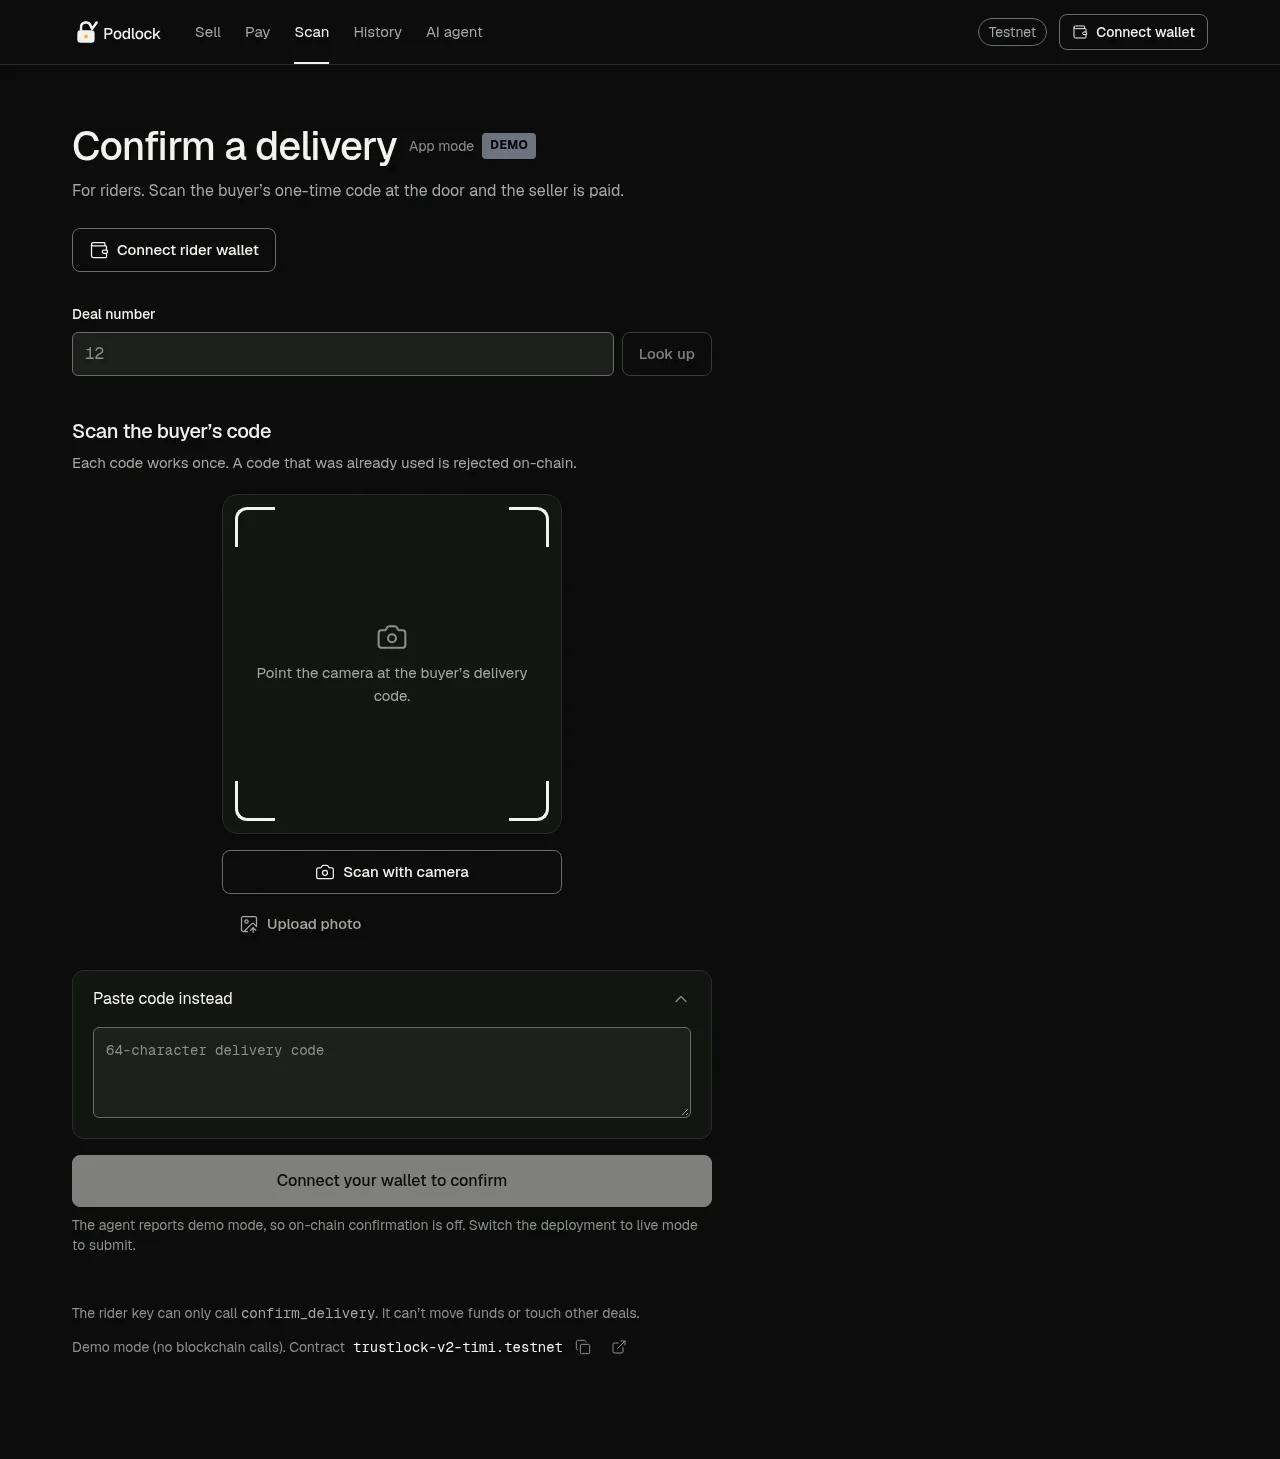 Podlock
Sell
Pay
Scan
History
AI agent
Testnet
Connect wallet
Confirm a delivery
App mode
DEMO
For riders. Scan the buyer’s one-time code at the door and the seller is paid.
Connect rider wallet
Deal number
12
Look up
Scan the buyer’s code
Each code works once. A code that was already used is rejected on-chain.
Point the camera at the buyer’s delivery
code.
Scan with camera
Upload photo
Paste code instead
64-character delivery code
Connect your wallet to confirm
The agent reports demo mode, so on-chain confirmation is off. Switch the deployment to live mode
to submit.
The rider key can only call confirm_delivery. It can’t move funds or touch other deals.
Demo mode (no blockchain calls). Contract trustlock-v2-timi.testnet